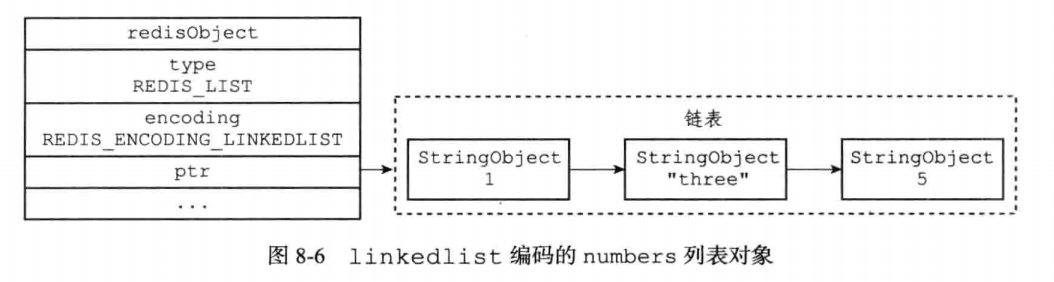 redisObject
type
REDIS_LIST
encoding
REDIS_ENCODING_LINKEDLIST
ptr
...
链表
StringObject
1
StringObject
"three"
StringObject
5
图 8-6 linkedlist 编码的 numbers 列表对象